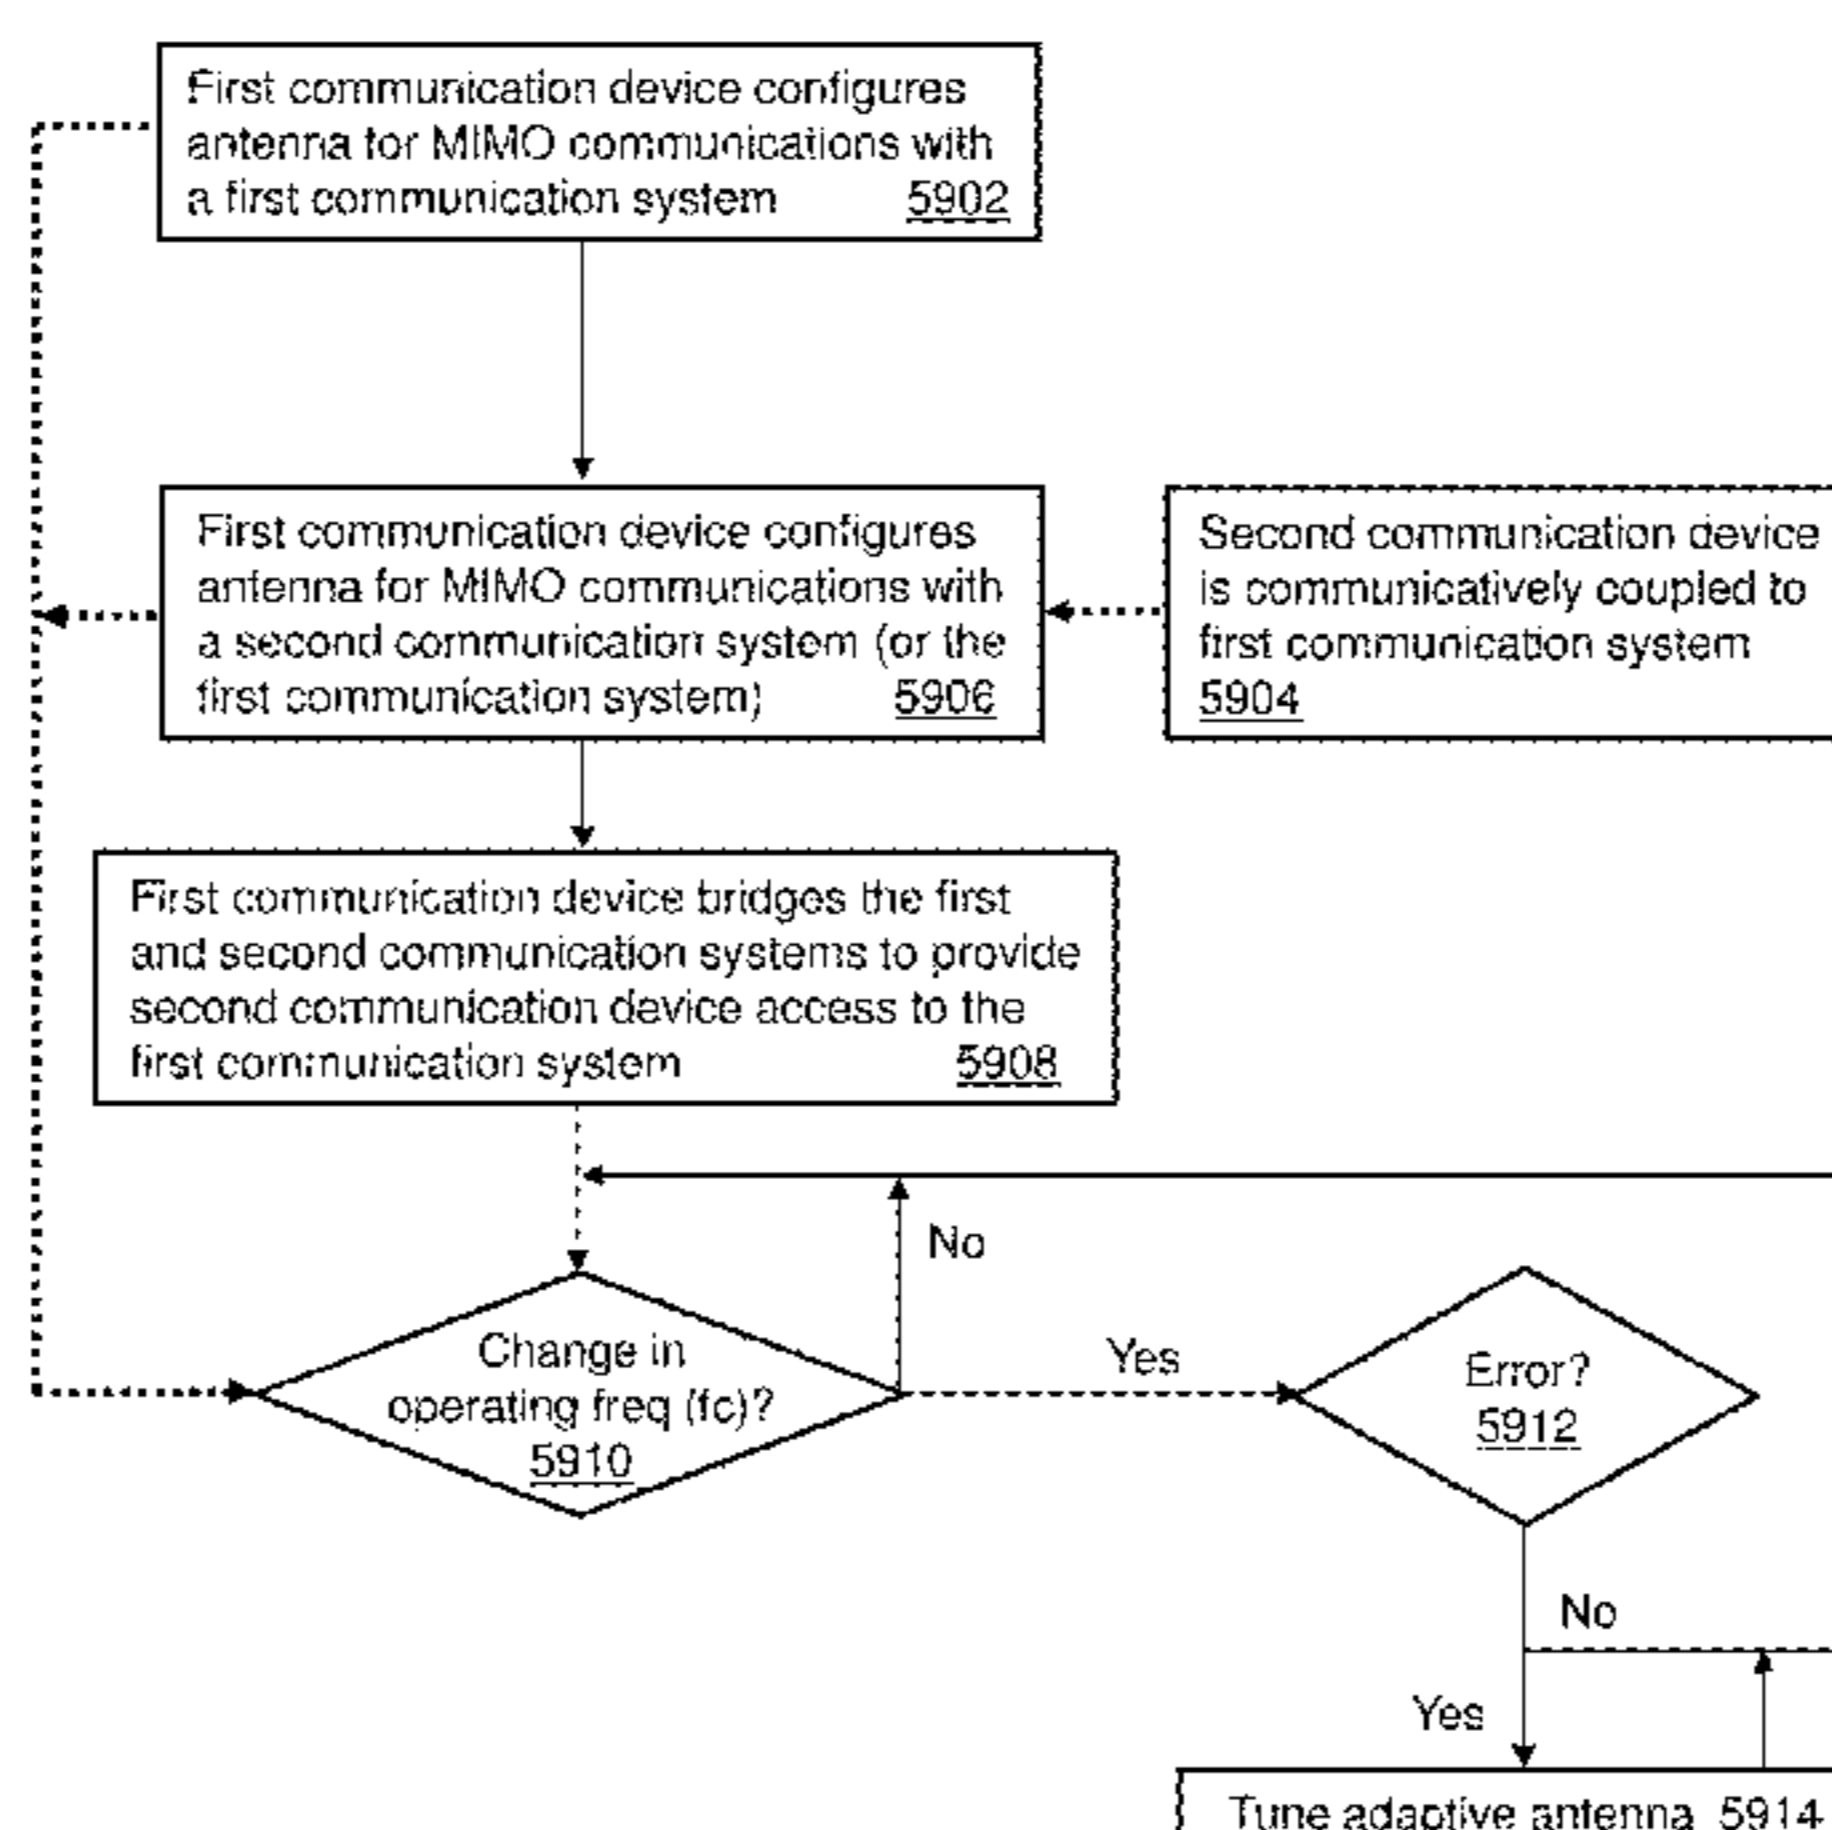 First communication device configures
antenna for MIMO communications with
a first communication system 5902
First communication device configures
antenna for MIMO communications with
a second communication system (or the
first communication system) 5906
Second communication device
is communicatively coupled to
first communication system
5904
First communication device bridges the first
and second communication systems to provide
second communication device access to the
first communication system 5908
No
Change in
operating freq (fc)?
5910
Yes
Error?
5912
No
Yes
Tune adaptive antenna 5914